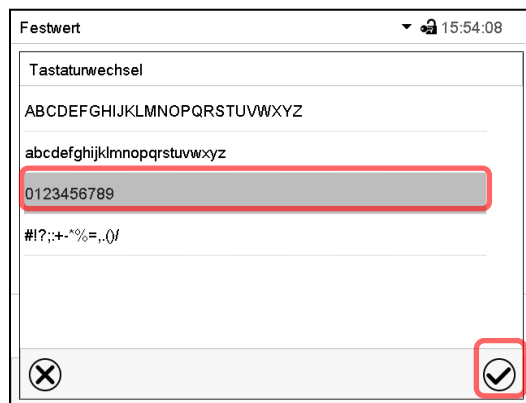 Festwert 15:54:08
Tastaturwechsel
ABCDEFGHIJKLMNOPQRSTUVWXYZ
abcdefghijklmnopqrstuvwxyz
0123456789
#!?;:+-*%=,.()/